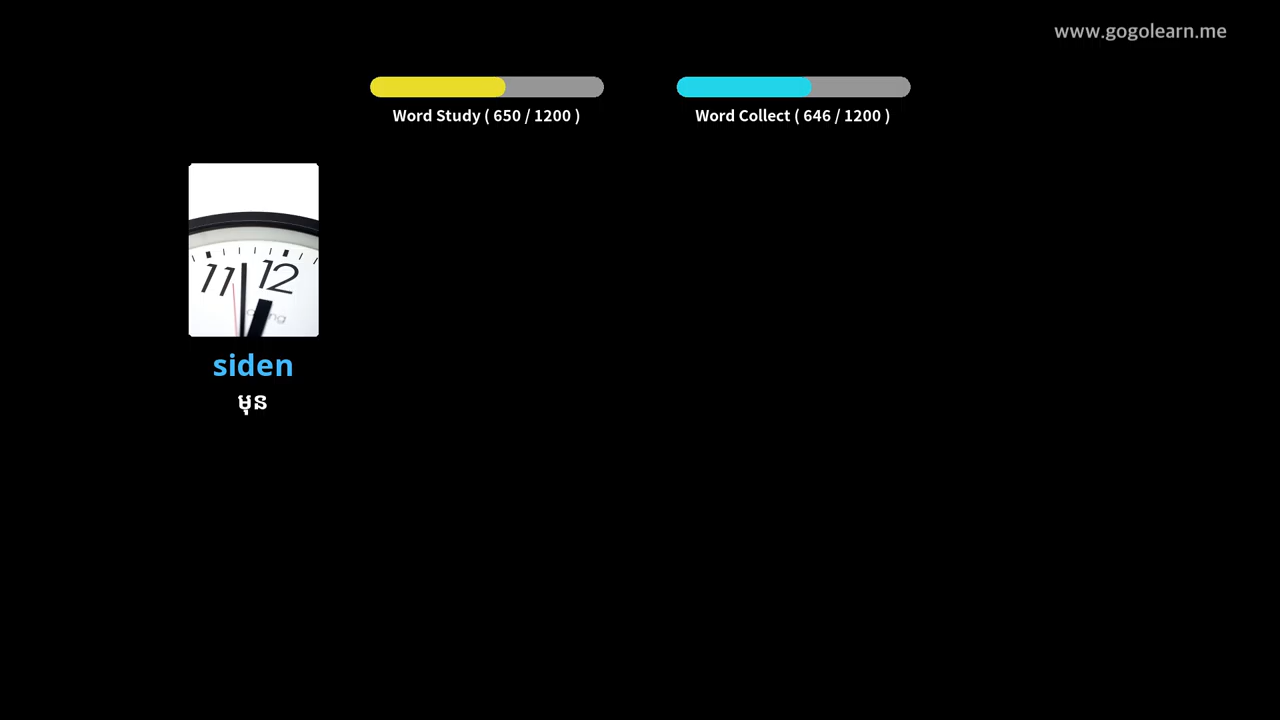 www.gogolearn.me
Word Study ( 650 / 1200 )
Word Collect ( 646 / 1200 )
11 12
siden
មុន